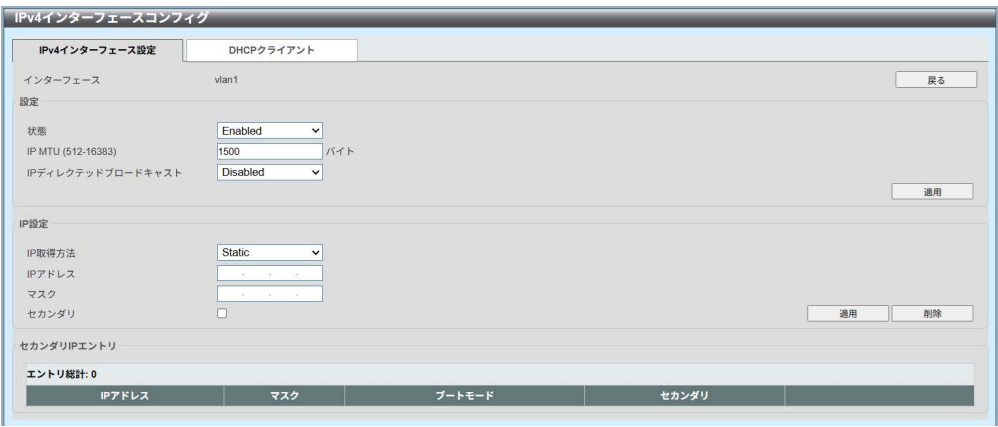 IPv4インターフェースコンフィグ
IPv4インターフェース設定 DHCPクライアント
インターフェース vlan1 戻る
設定
状態 Enabled
IP MTU (512-16383) 1500 バイト
IPディレクテッドブロードキャスト Disabled
適用
IP設定
IP取得方法 Static
IPアドレス . . .
マスク . . .
セカンダリ 適用 削除
セカンダリIPエントリ
エントリ総計: 0
IPアドレス マスク ブートモード セカンダリ